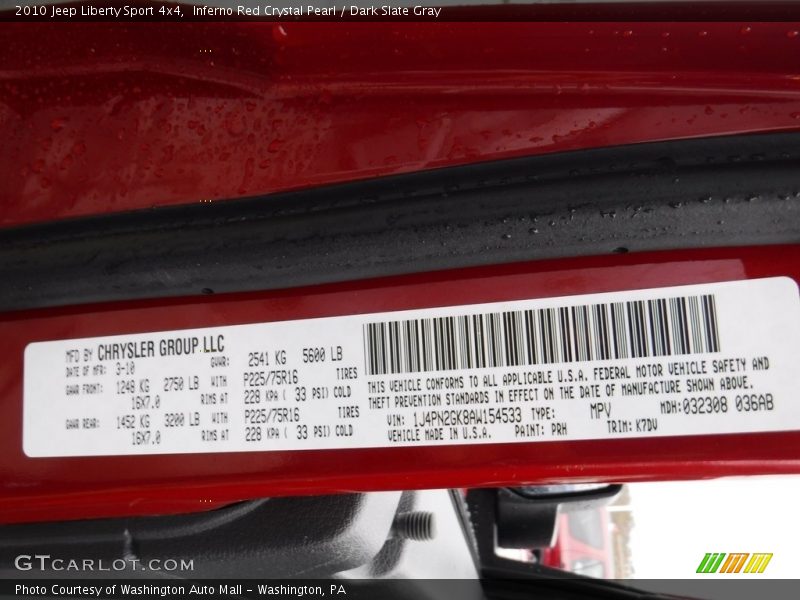 2010 Jeep Liberty Sport 4x4, Inferno Red Crystal Pearl / Dark Slate Gray
MFD BY CHRYSLER GROUP LLC
DATE OF MFR: 3-10 GVWR: 2541 KG 5600 LB
GAWR FRONT: 1248 KG 2750 LB WITH P225/75R16 TIRES
16X7.0 RIMS AT 228 KPA ( 33 PSI) COLD
GAWR REAR: 1452 KG 3200 LB WITH P225/75R16 TIRES
16X7.0 RIMS AT 228 KPA ( 33 PSI) COLD
THIS VEHICLE CONFORMS TO ALL APPLICABLE U.S.A. FEDERAL MOTOR VEHICLE SAFETY AND
THEFT PREVENTION STANDARDS IN EFFECT ON THE DATE OF MANUFACTURE SHOWN ABOVE.
VIN: 1J4PN2GK8AW154533 TYPE: MPV MDH: 032308 036AB
VEHICLE MADE IN U.S.A. PAINT: PRH TRIM: K7DV
GTCARLOT.COM
Photo Courtesy of Washington Auto Mall - Washington, PA